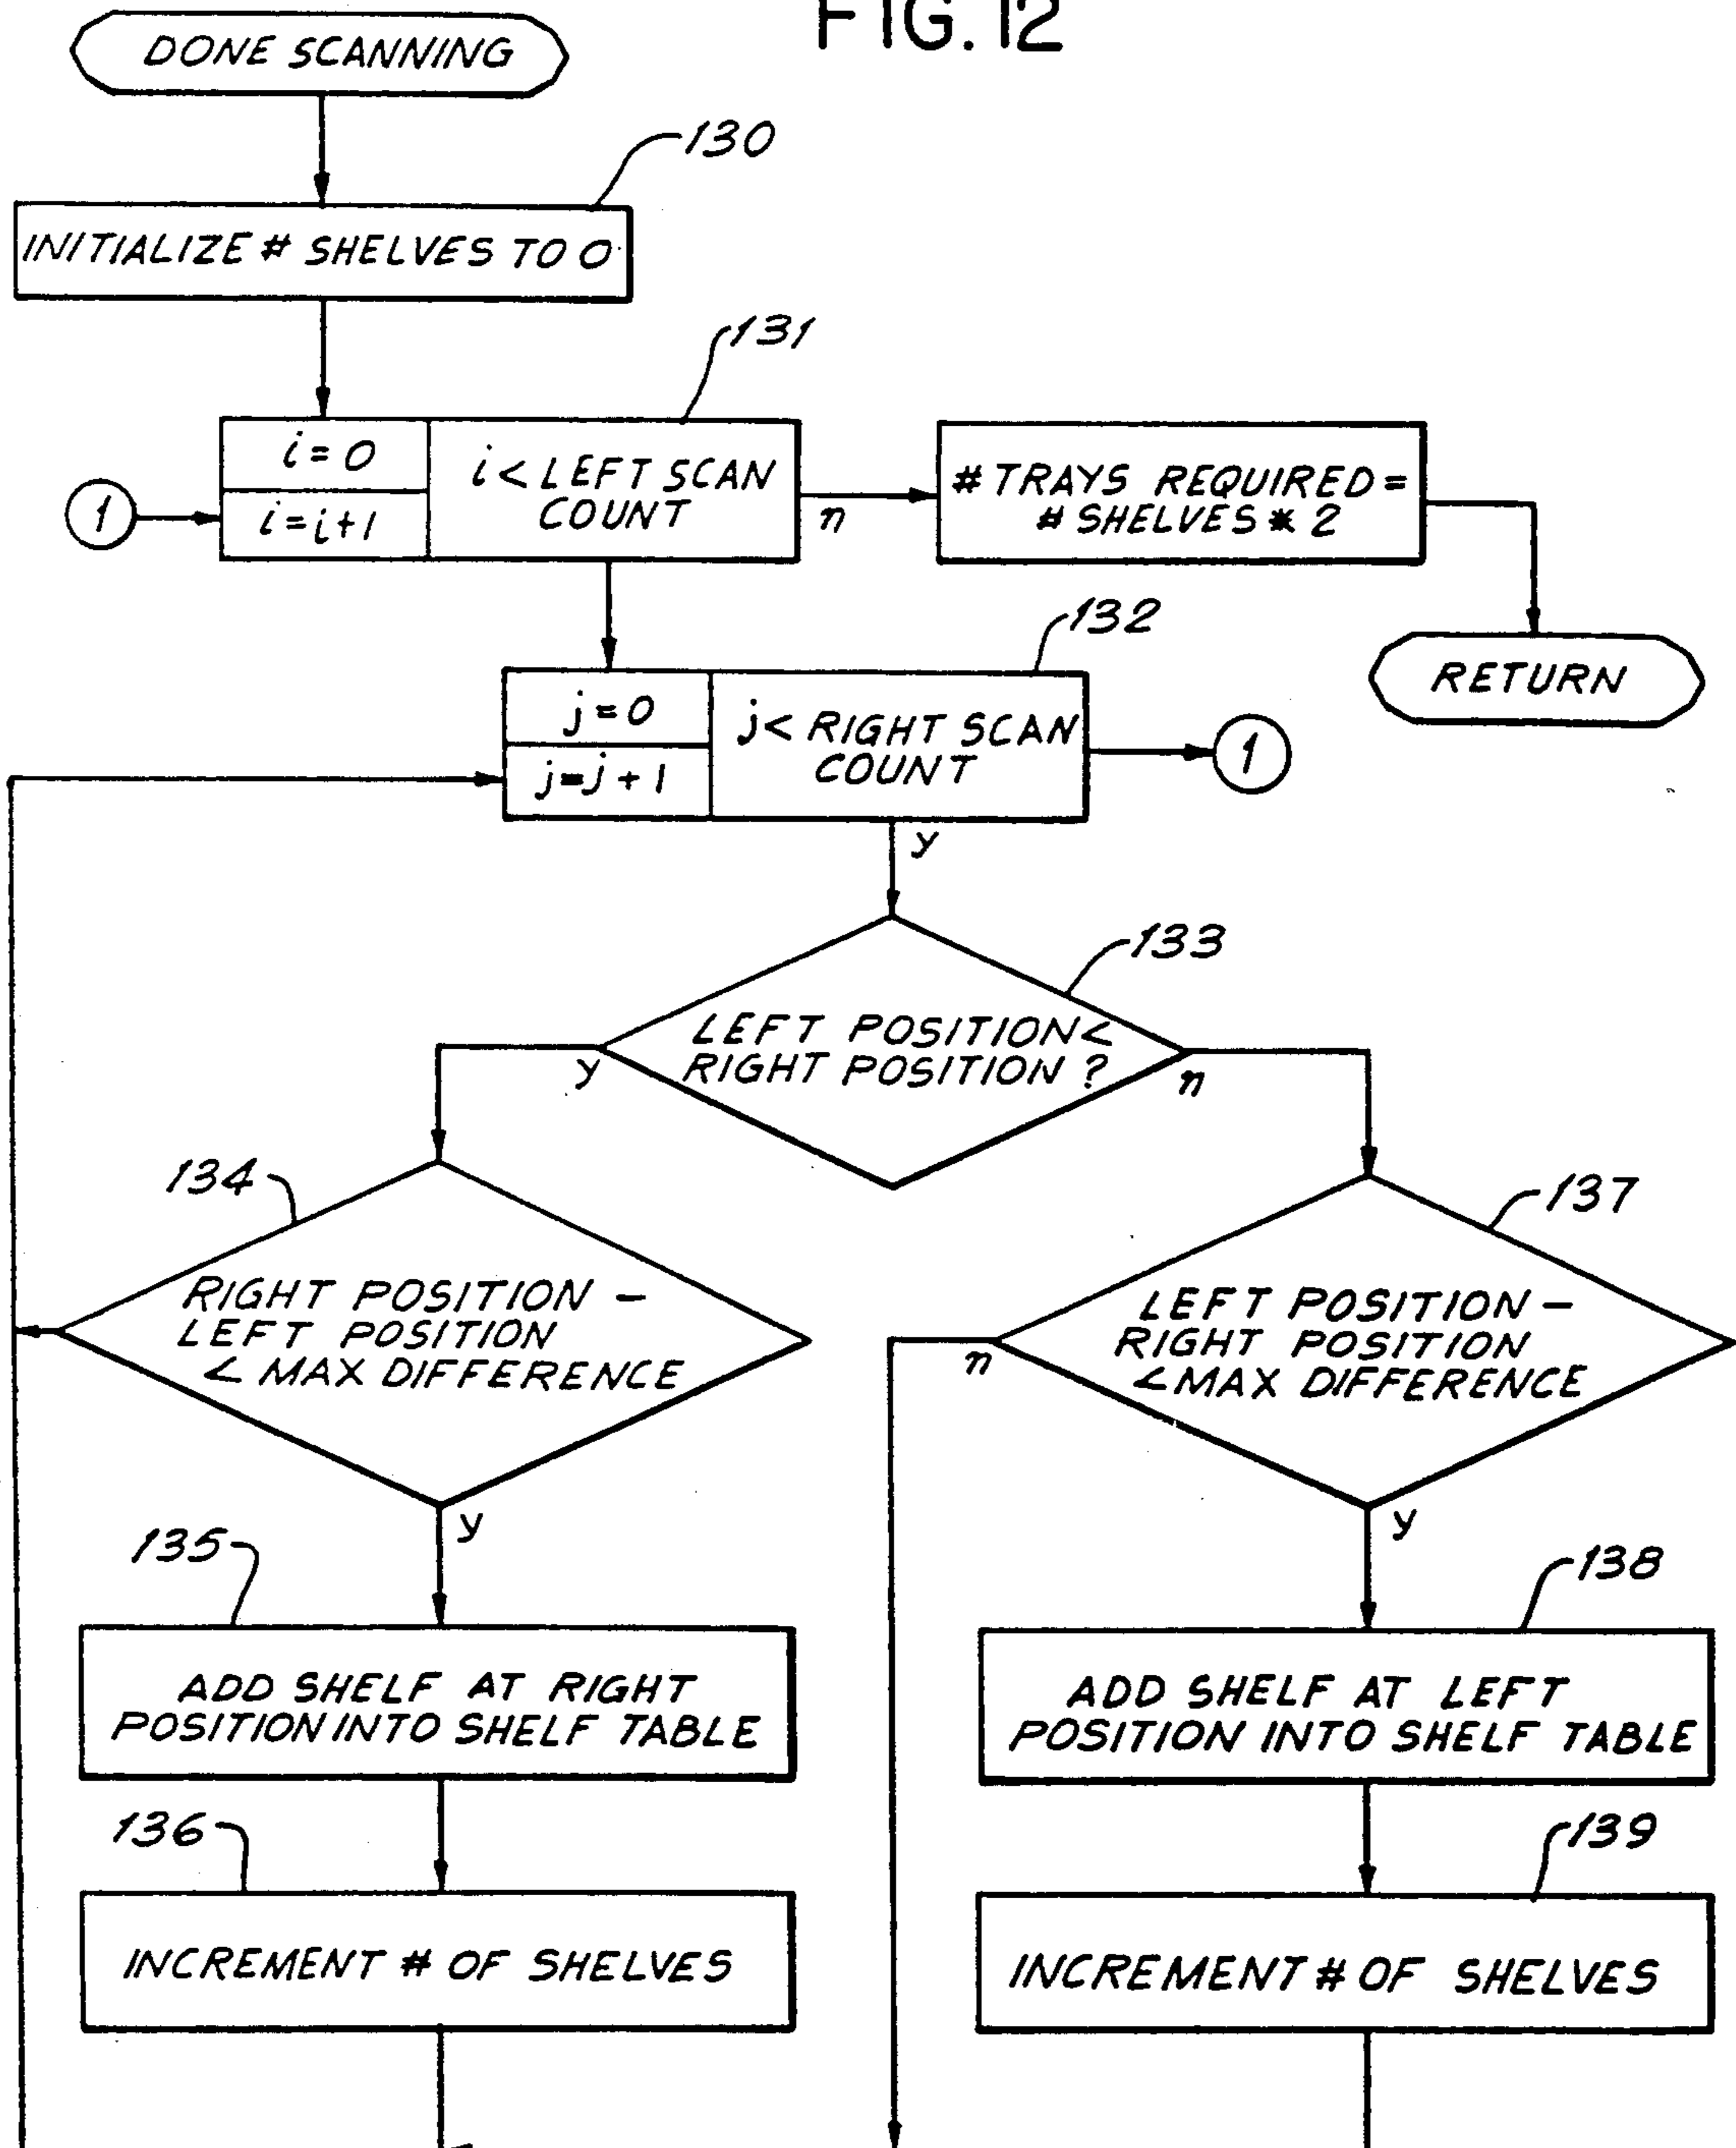 FIG. 12
DONE SCANNING
130
INITIALIZE # SHELVES TO 0
131
i = 0
i = i + 1
i < LEFT SCAN
COUNT
n
# TRAYS REQUIRED =
# SHELVES * 2
RETURN
1
132
j = 0
j = j + 1
j < RIGHT SCAN
COUNT
1
y
133
LEFT POSITION <
RIGHT POSITION ?
y
n
134
RIGHT POSITION -
LEFT POSITION
< MAX DIFFERENCE
y
137
LEFT POSITION -
RIGHT POSITION
< MAX DIFFERENCE
n
y
135
ADD SHELF AT RIGHT
POSITION INTO SHELF TABLE
138
ADD SHELF AT LEFT
POSITION INTO SHELF TABLE
136
INCREMENT # OF SHELVES
139
INCREMENT # OF SHELVES